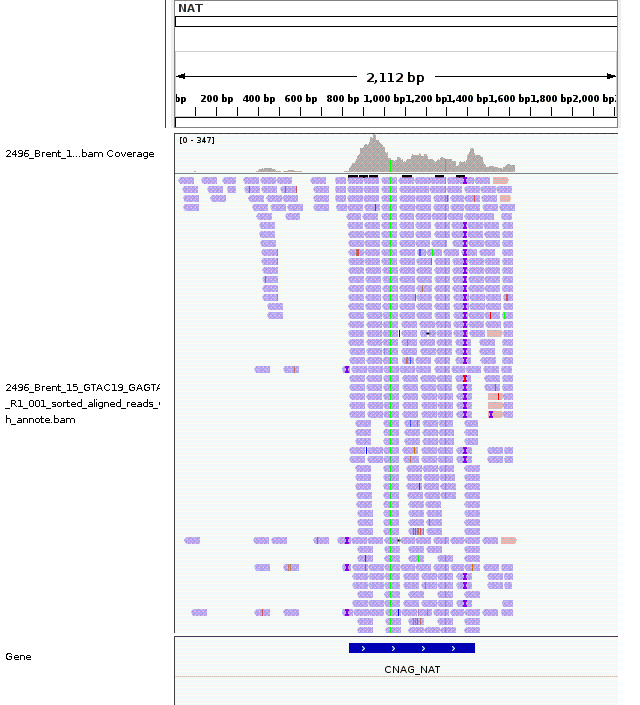 NAT
2,112 bp
bp 200 bp 400 bp 600 bp 800 bp 1,000 bp 1,200 bp 1,400 bp 1,600 bp 1,800 bp 2,000 bp
[0 - 347]
2496_Brent_1...bam Coverage
2496_Brent_15_GTAC19_GAGTA
_R1_001_sorted_aligned_reads_
h_annote.bam
Gene
CNAG_NAT